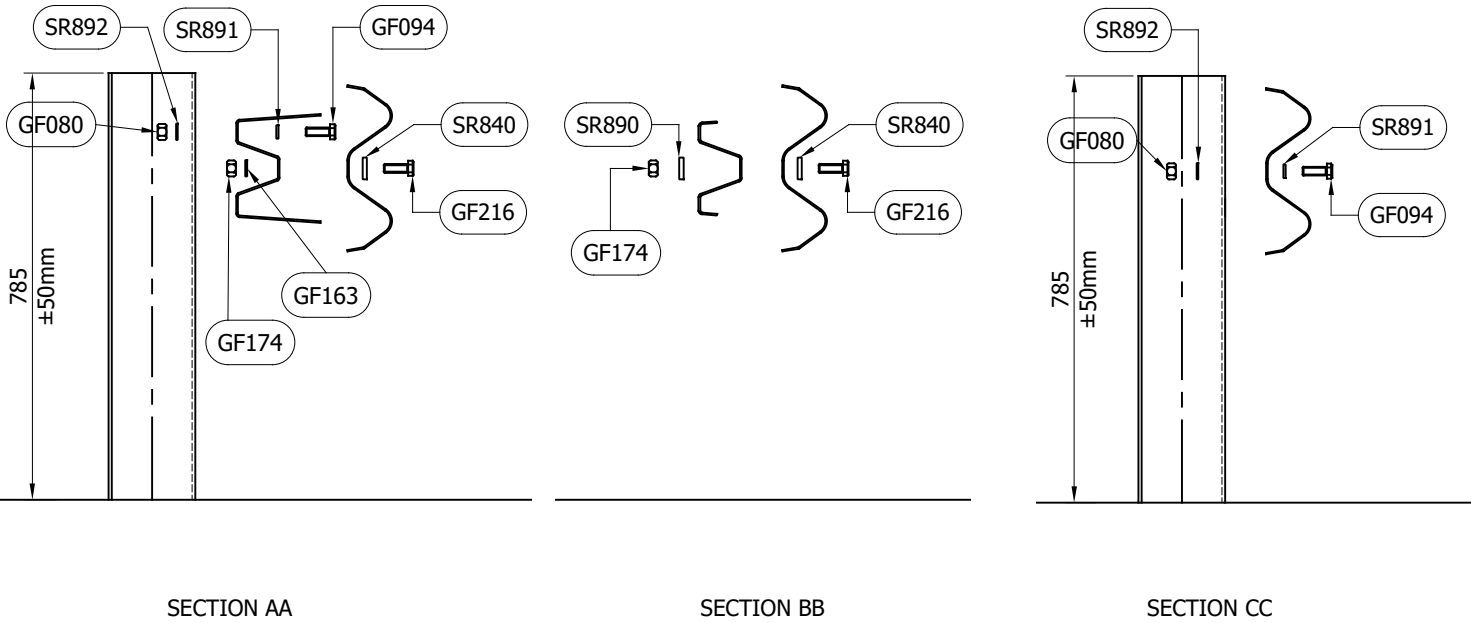 SR892
SR891
GF094
GF080
SR840
GF216
GF163
GF174
785
±50mm
SECTION AA
SR890
SR840
GF216
GF174
SECTION BB
SR892
GF080
SR891
GF094
785
±50mm
SECTION CC